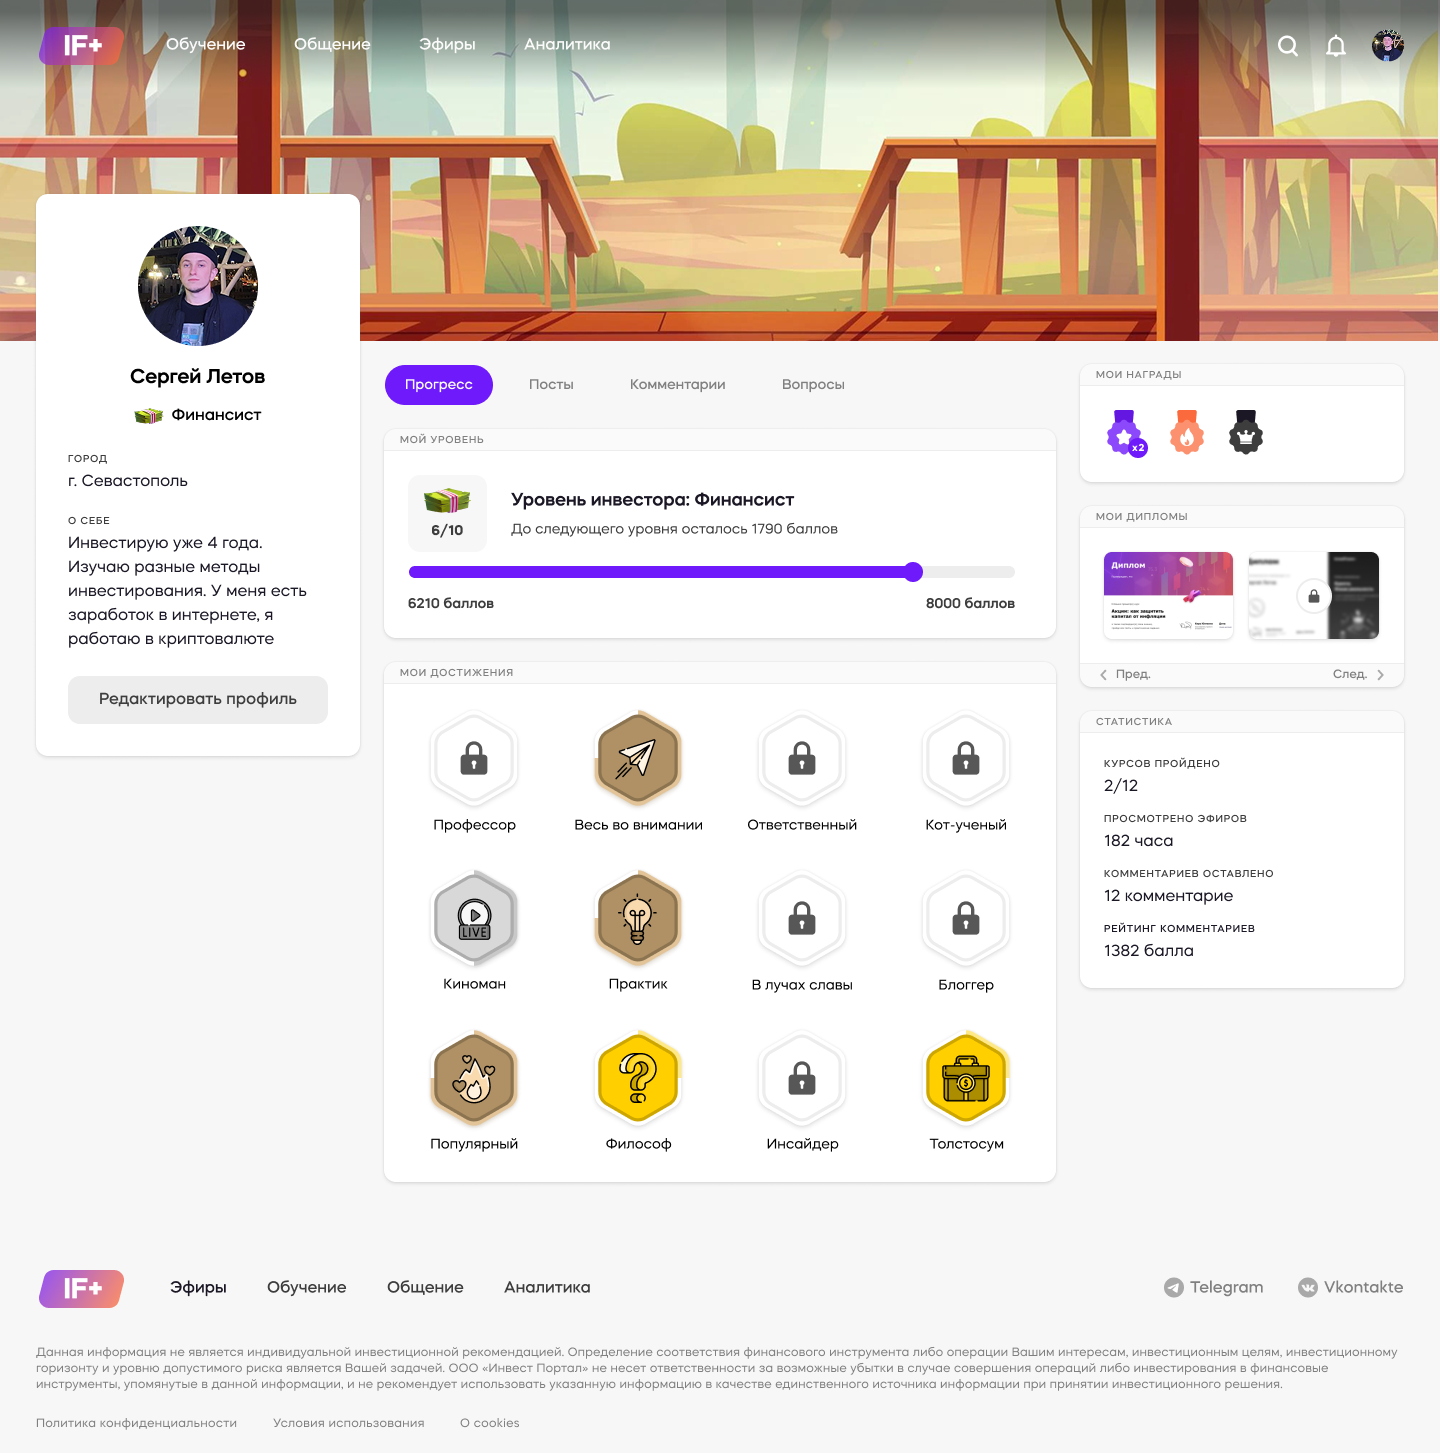 IF+
Обучение
Общение
Эфиры
Аналитика
Сергей Летов
Финансист
ГОРОД
г. Севастополь
О СЕБЕ
Инвестирую уже 4 года.
Изучаю разные методы
инвестирования. У меня есть
заработок в интернете, я
работаю в криптовалюте
Редактировать профиль
Прогресс
Посты
Комментарии
Вопросы
МОЙ УРОВЕНЬ
6/10
Уровень инвестора: Финансист
До следующего уровня осталось 1790 баллов
6210 баллов
8000 баллов
МОИ ДОСТИЖЕНИЯ
Профессор
Весь во внимании
Ответственный
Кот-ученый
LIVE
Киноман
Практик
В лучах славы
Блоггер
Популярный
Философ
Инсайдер
$
Толстосум
МОИ НАГРАДЫ
x2
МОИ ДИПЛОМЫ
Диплом
Акции: как защитить
капитал от инфляции
Пред.
След.
СТАТИСТИКА
КУРСОВ ПРОЙДЕНО
2/12
ПРОСМОТРЕНО ЭФИРОВ
182 часа
КОММЕНТАРИЕВ ОСТАВЛЕНО
12 комментарие
РЕЙТИНГ КОММЕНТАРИЕВ
1382 балла
IF+
Эфиры
Обучение
Общение
Аналитика
Telegram
Vkontakte
Данная информация не является индивидуальной инвестиционной рекомендацией. Определение соответствия финансового инструмента либо операции Вашим интересам, инвестиционным целям, инвестиционному
горизонту и уровню допустимого риска является Вашей задачей. ООО «Инвест Портал» не несет ответственности за возможные убытки в случае совершения операций либо инвестирования в финансовые
инструменты, упомянутые в данной информации, и не рекомендует использовать указанную информацию в качестве единственного источника информации при принятии инвестиционного решения.
Политика конфиденциальности
Условия использования
О cookies